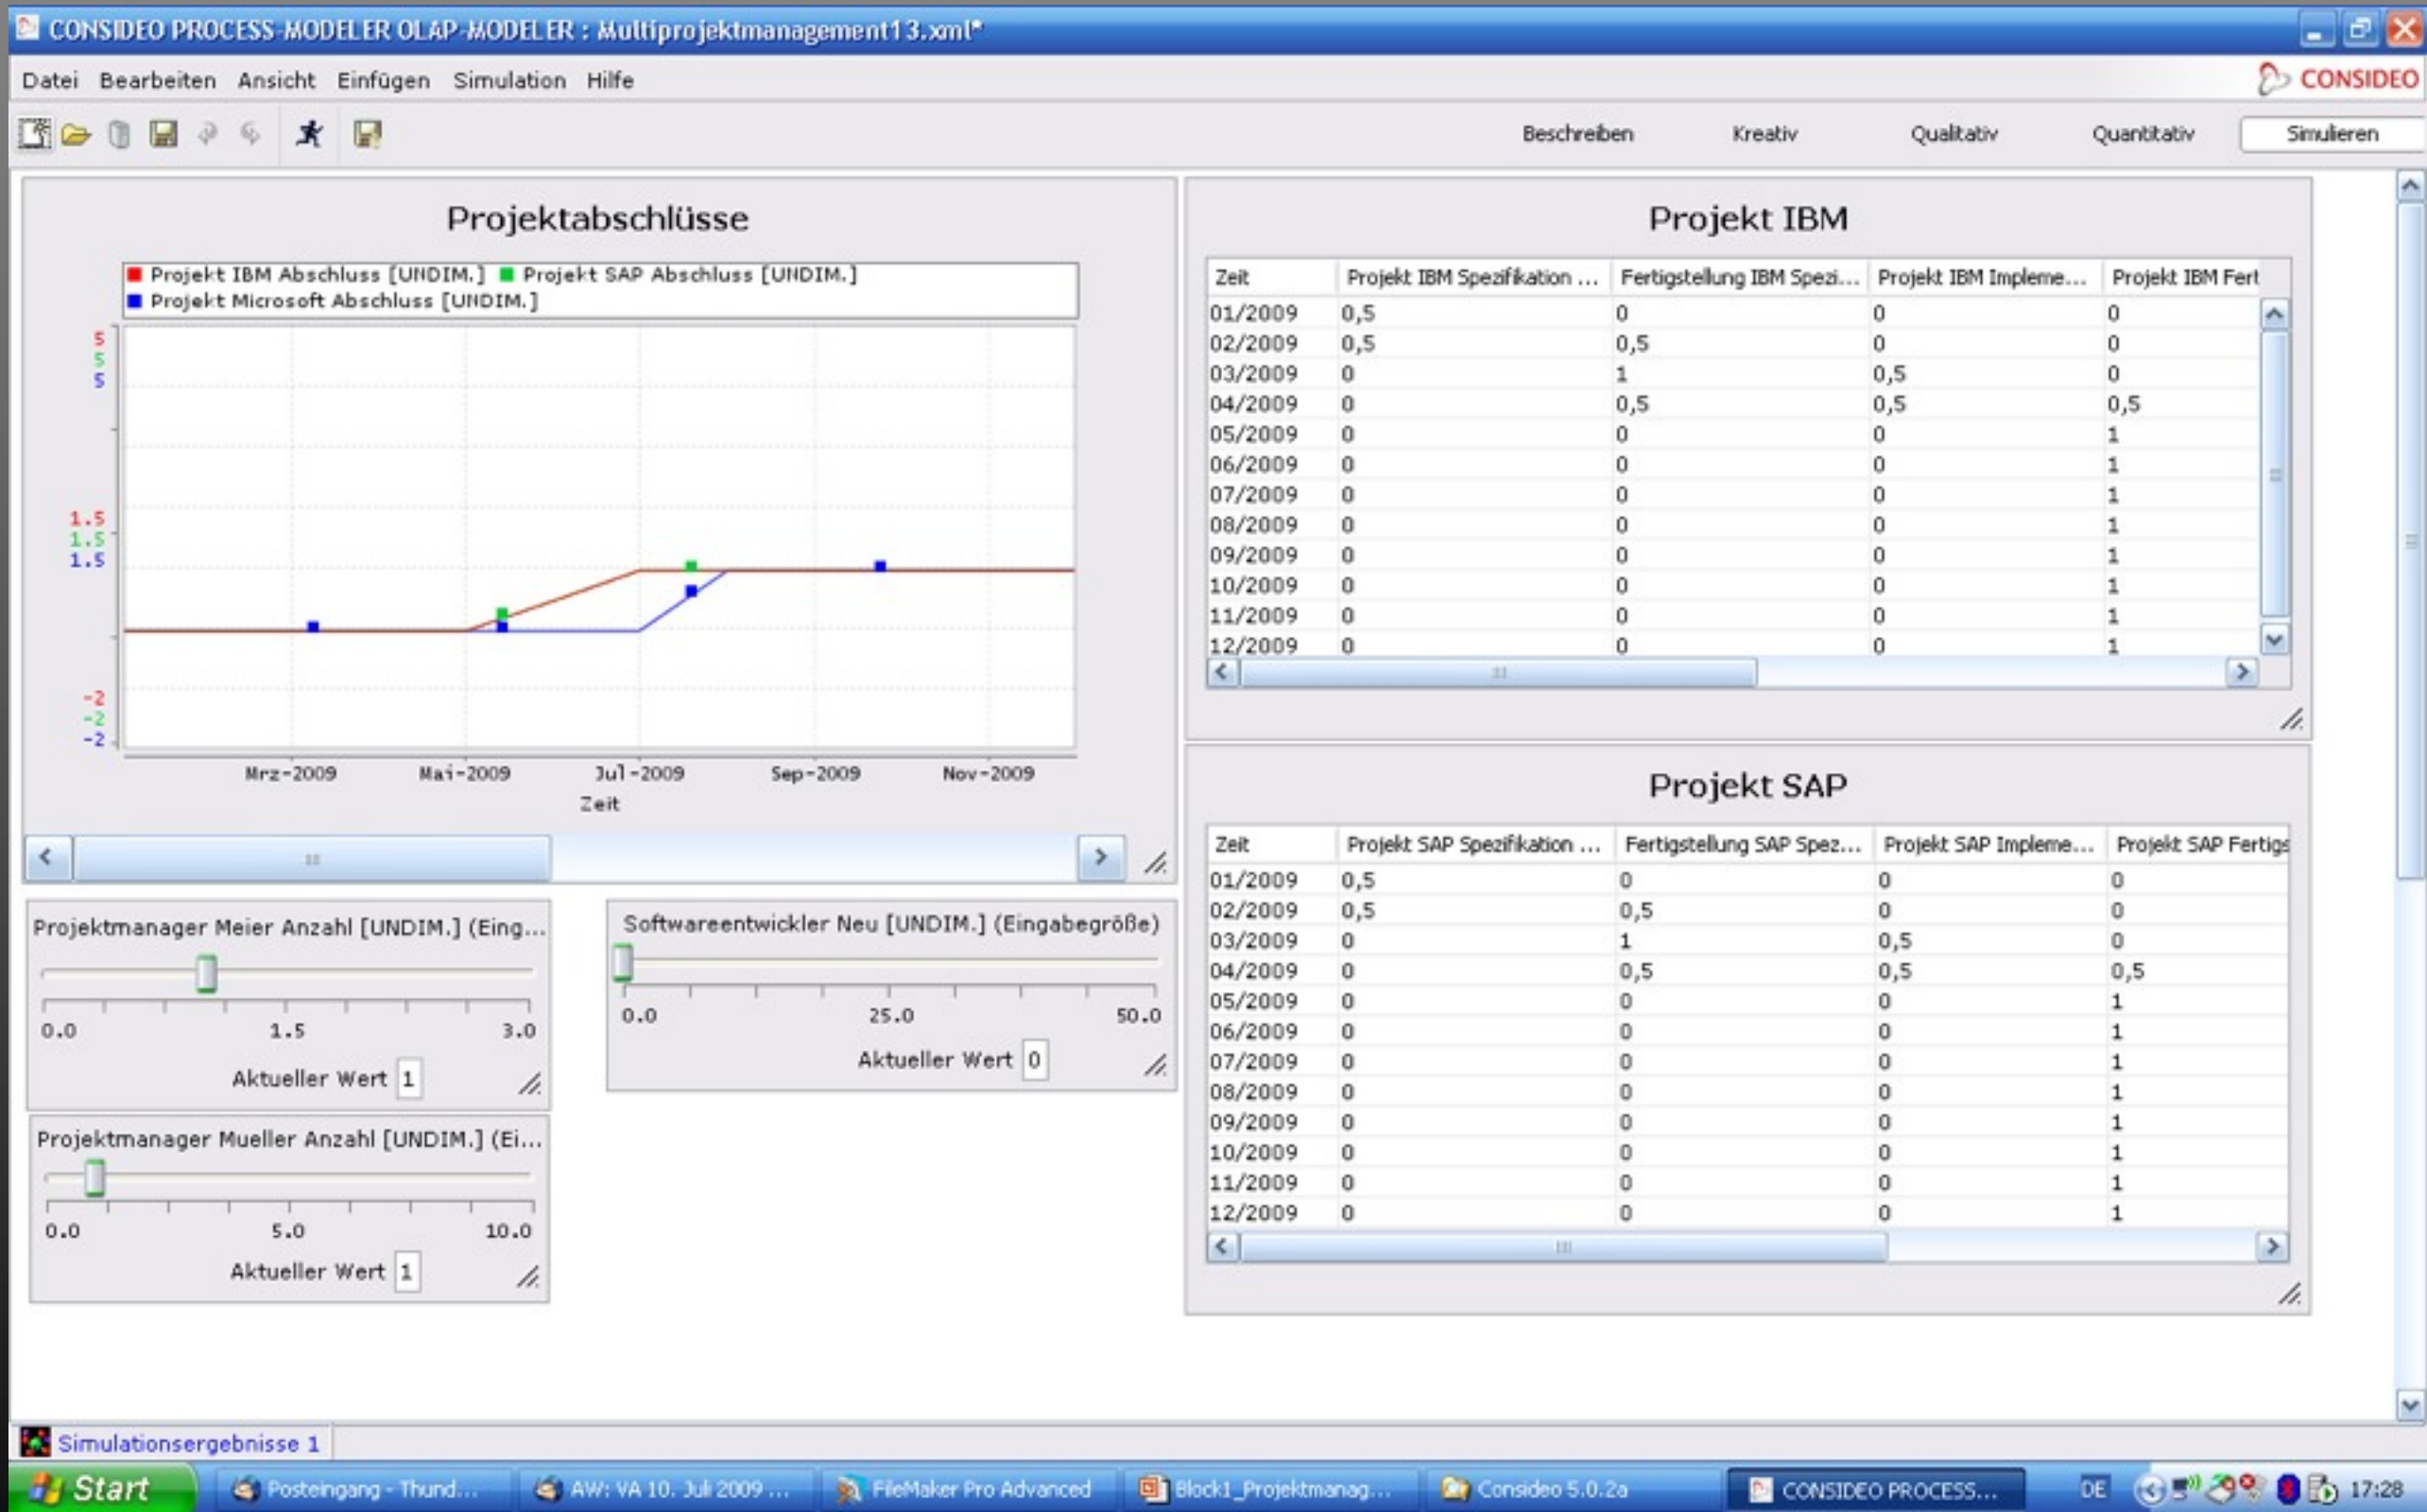 CONSIDEO PROCESS-MODELER OLAP-MODELER : Multiprojektmanagement13.xml*
Datei Bearbeiten Ansicht Einfügen Simulation Hilfe
CONSIDEO
Beschreiben Kreativ Qualitativ Quantitativ Simulieren
Projektabschlüsse
Projekt IBM Abschluss [UNDIM.] Projekt SAP Abschluss [UNDIM.]
Projekt Microsoft Abschluss [UNDIM.]
5
5
5
1.5
1.5
1.5
-2
-2
-2
Mrz-2009 Mai-2009 Jul-2009 Sep-2009 Nov-2009
Zeit
Projektmanager Meier Anzahl [UNDIM.] (Eing...
0.0 1.5 3.0
Aktueller Wert 1
Softwareentwickler Neu [UNDIM.] (Eingabegröße)
0.0 25.0 50.0
Aktueller Wert 0
Projektmanager Mueller Anzahl [UNDIM.] (Ei...
0.0 5.0 10.0
Aktueller Wert 1
Projekt IBM
Zeit Projekt IBM Spezifikation ... Fertigstellung IBM Spezi... Projekt IBM Impleme... Projekt IBM Fert
01/2009 0,5 0 0 0
02/2009 0,5 0,5 0 0
03/2009 0 1 0,5 0
04/2009 0 0,5 0,5 0,5
05/2009 0 0 0 1
06/2009 0 0 0 1
07/2009 0 0 0 1
08/2009 0 0 0 1
09/2009 0 0 0 1
10/2009 0 0 0 1
11/2009 0 0 0 1
12/2009 0 0 0 1
Projekt SAP
Zeit Projekt SAP Spezifikation ... Fertigstellung SAP Spez... Projekt SAP Impleme... Projekt SAP Fertigs
01/2009 0,5 0 0 0
02/2009 0,5 0,5 0 0
03/2009 0 1 0,5 0
04/2009 0 0,5 0,5 0,5
05/2009 0 0 0 1
06/2009 0 0 0 1
07/2009 0 0 0 1
08/2009 0 0 0 1
09/2009 0 0 0 1
10/2009 0 0 0 1
11/2009 0 0 0 1
12/2009 0 0 0 1
Simulationsergebnisse 1
Start Posteingang - Thund... AW: VA 10. Juli 2009 ... FileMaker Pro Advanced Block1_Projektmanag... Consideo 5.0.2a CONSIDEO PROCESS... DE 17:28